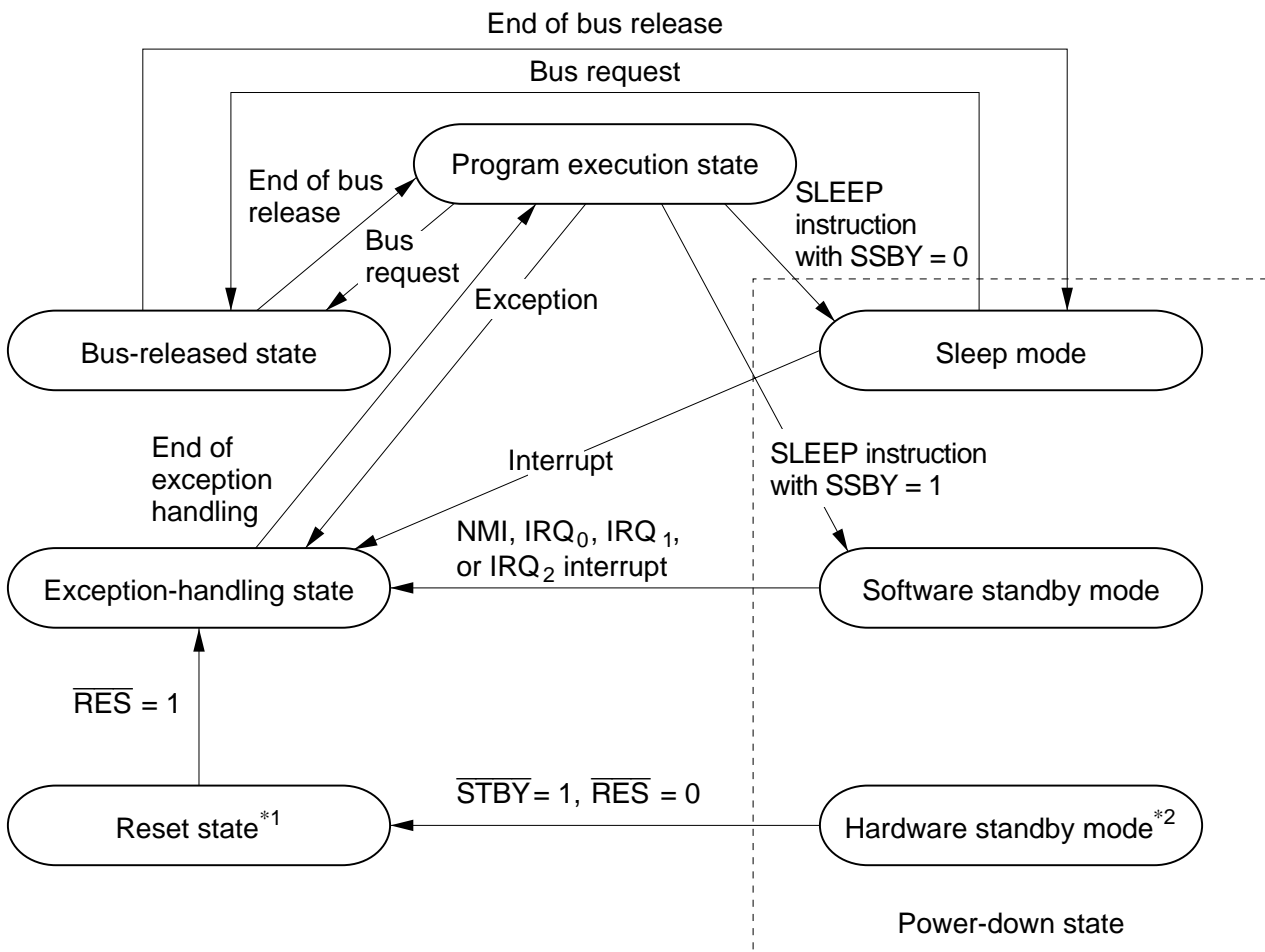 End of bus release
Bus request
Program execution state
End of bus
release
Bus
request
SLEEP
instruction
with SSBY = 0
Exception
Bus-released state
Sleep mode
End of
exception
handling
Interrupt
SLEEP instruction
with SSBY = 1
NMI, IRQ₀, IRQ₁,
or IRQ₂ interrupt
Exception-handling state
Software standby mode
R̅E̅S̅ = 1
S̅T̅B̅Y̅ = 1, R̅E̅S̅ = 0
Reset state*1
Hardware standby mode*2
Power-down state